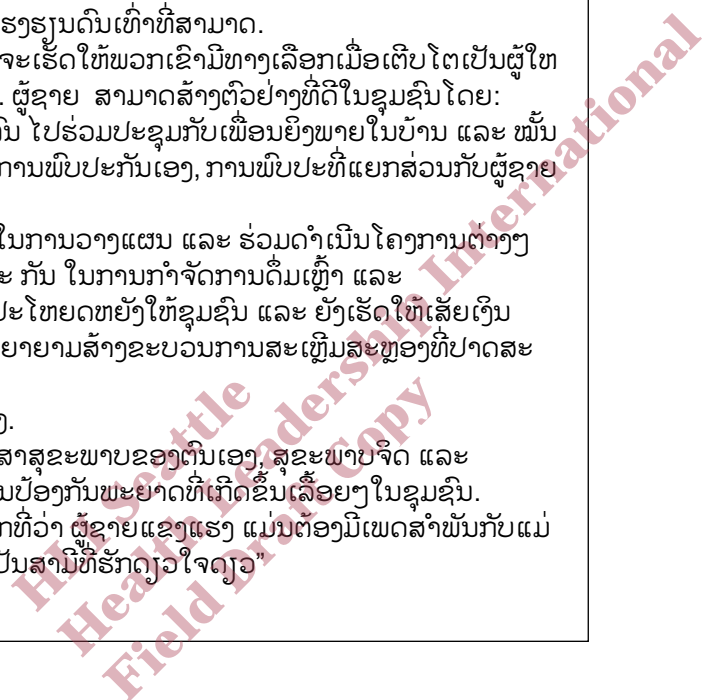 ຮງຮຽນດົນເທົ່າທີ່ສາມາດ.
ຈະເຮັດໃຫ້ພວກເຂົາມີທາງເລືອກເມື່ອເຕີບໂຕເປັນຜູ້ໃຫ
. ຜູ້ຊາຍ ສາມາດສ້າງຕົວຢ່າງທີ່ດີໃນຊຸມຊົນໂດຍ:
ົນ ໄປຮ່ວມປະຊຸມກັບເພື່ອນຍິງພາຍໃນບ້ານ ແລະ ໝັ້ນ
ການພົບປະກັນເອງ, ການພົບປະທີ່ແຍກສ່ວນກັບຜູ້ຊາຍ
ໃນການວາງແຜນ ແລະ ຮ່ວມດຳເນີນໂຄງການຕ່າງໆ
ະ ກັນ ໃນການກຳຈັດການດຶ່ມເຫຼົ້າ ແລະ
ປະໂຫຍດຫຍັງໃຫ້ຊຸມຊົນ ແລະ ຍັງເຮັດໃຫ້ເສັຍເງິນ
ຍາຍາມສ້າງຂະບວນການສະເຫຼີມສະຫຼອງທີ່ປາດສະ
ງ.
ສາສຸຂະພາບຂອງຕົນເອງ, ສຸຂະພາບຈິດ ແລະ
ນປ້ອງກັນພະຍາດທີ່ເກີດຂຶ້ນເລື້ອຍໆໃນຊຸມຊົນ.
ກທີ່ວ່າ ຜູ້ຊາຍແຂງແຮງ ແມ່ນຕ້ອງມີເພດສຳພັນກັບແມ່
ປັນສາມີທີ່ຮັກດຽວໃຈດຽວ”
HLI Seattle
Health Leadership International
Field Draft Copy